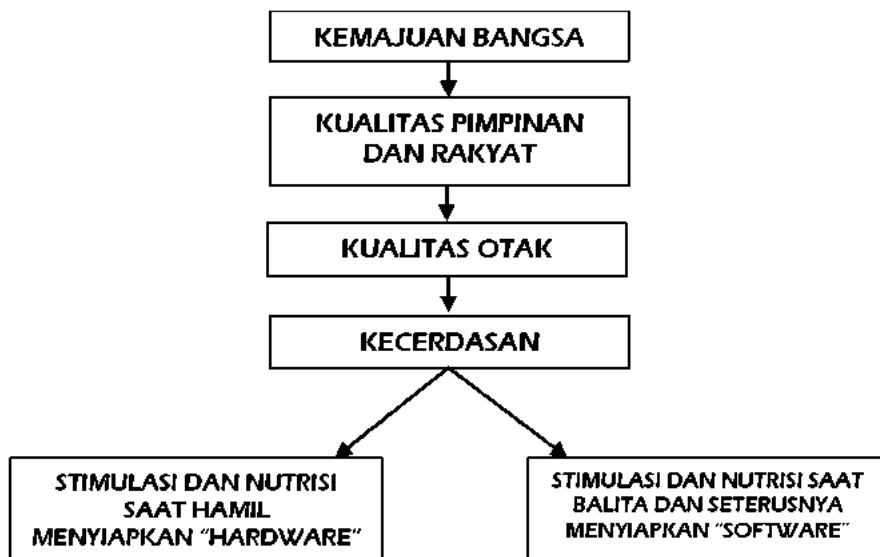 KEMAJUAN BANGSA
KUALITAS PIMPINAN
DAN RAKYAT
KUALITAS OTAK
KECERDASAN
STIMULASI DAN NUTRISI
SAAT HAMIL
MENYIAPKAN “HARDWARE”
STIMULASI DAN NUTRISI SAAT
BALITA DAN SETERUSNYA
MENYIAPKAN “SOFTWARE”